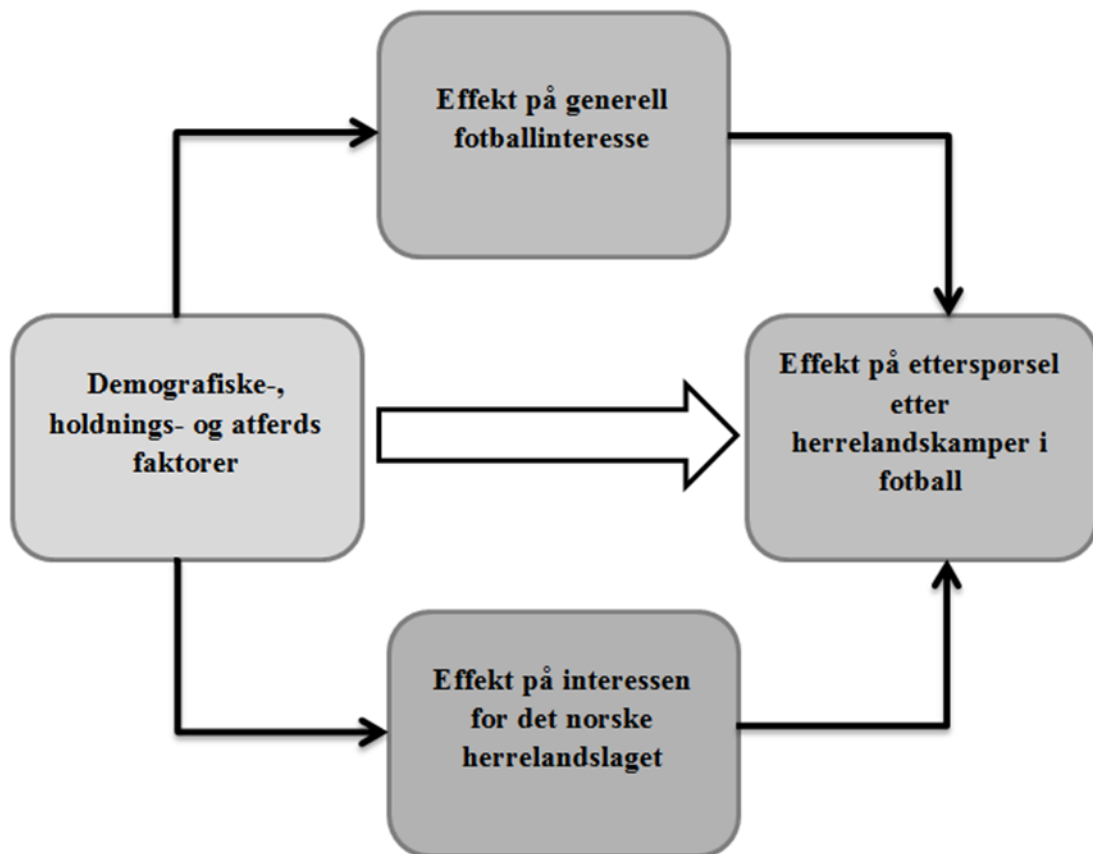 Effekt på generell
fotballinteresse
Demografiske-,
holdnings- og atferds
faktorer
Effekt på etterspørsel
etter
herrelandskamper i
fotball
Effekt på interessen
for det norske
herrelandslaget